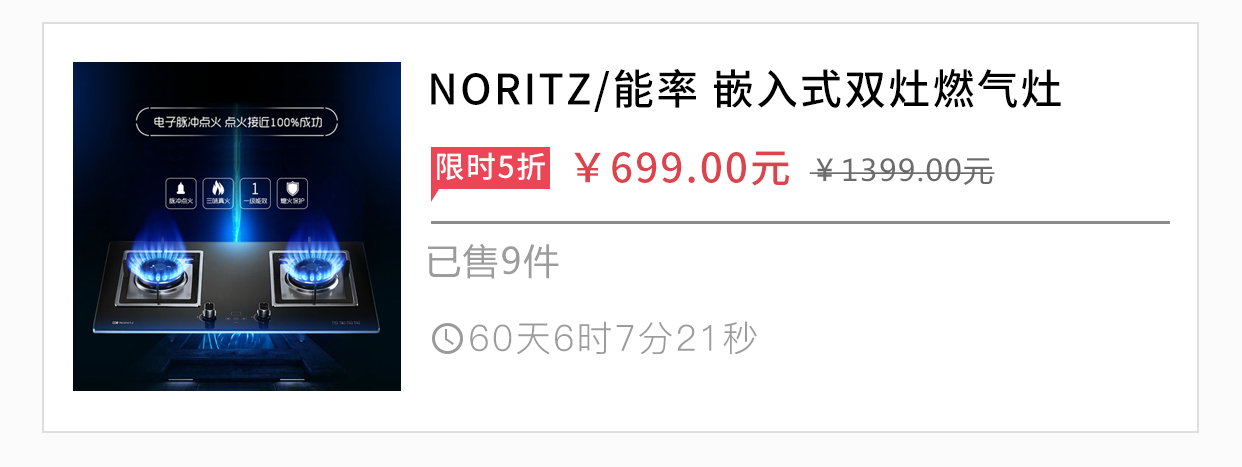 NORITZ/能率 嵌入式双灶燃气灶
限时5折 ￥699.00元 ￥1399.00元
已售9件
60天6时7分21秒
电子脉冲点火 点火接近100%成功
脉冲点火 三味真火 1 一级能效 熄火保护